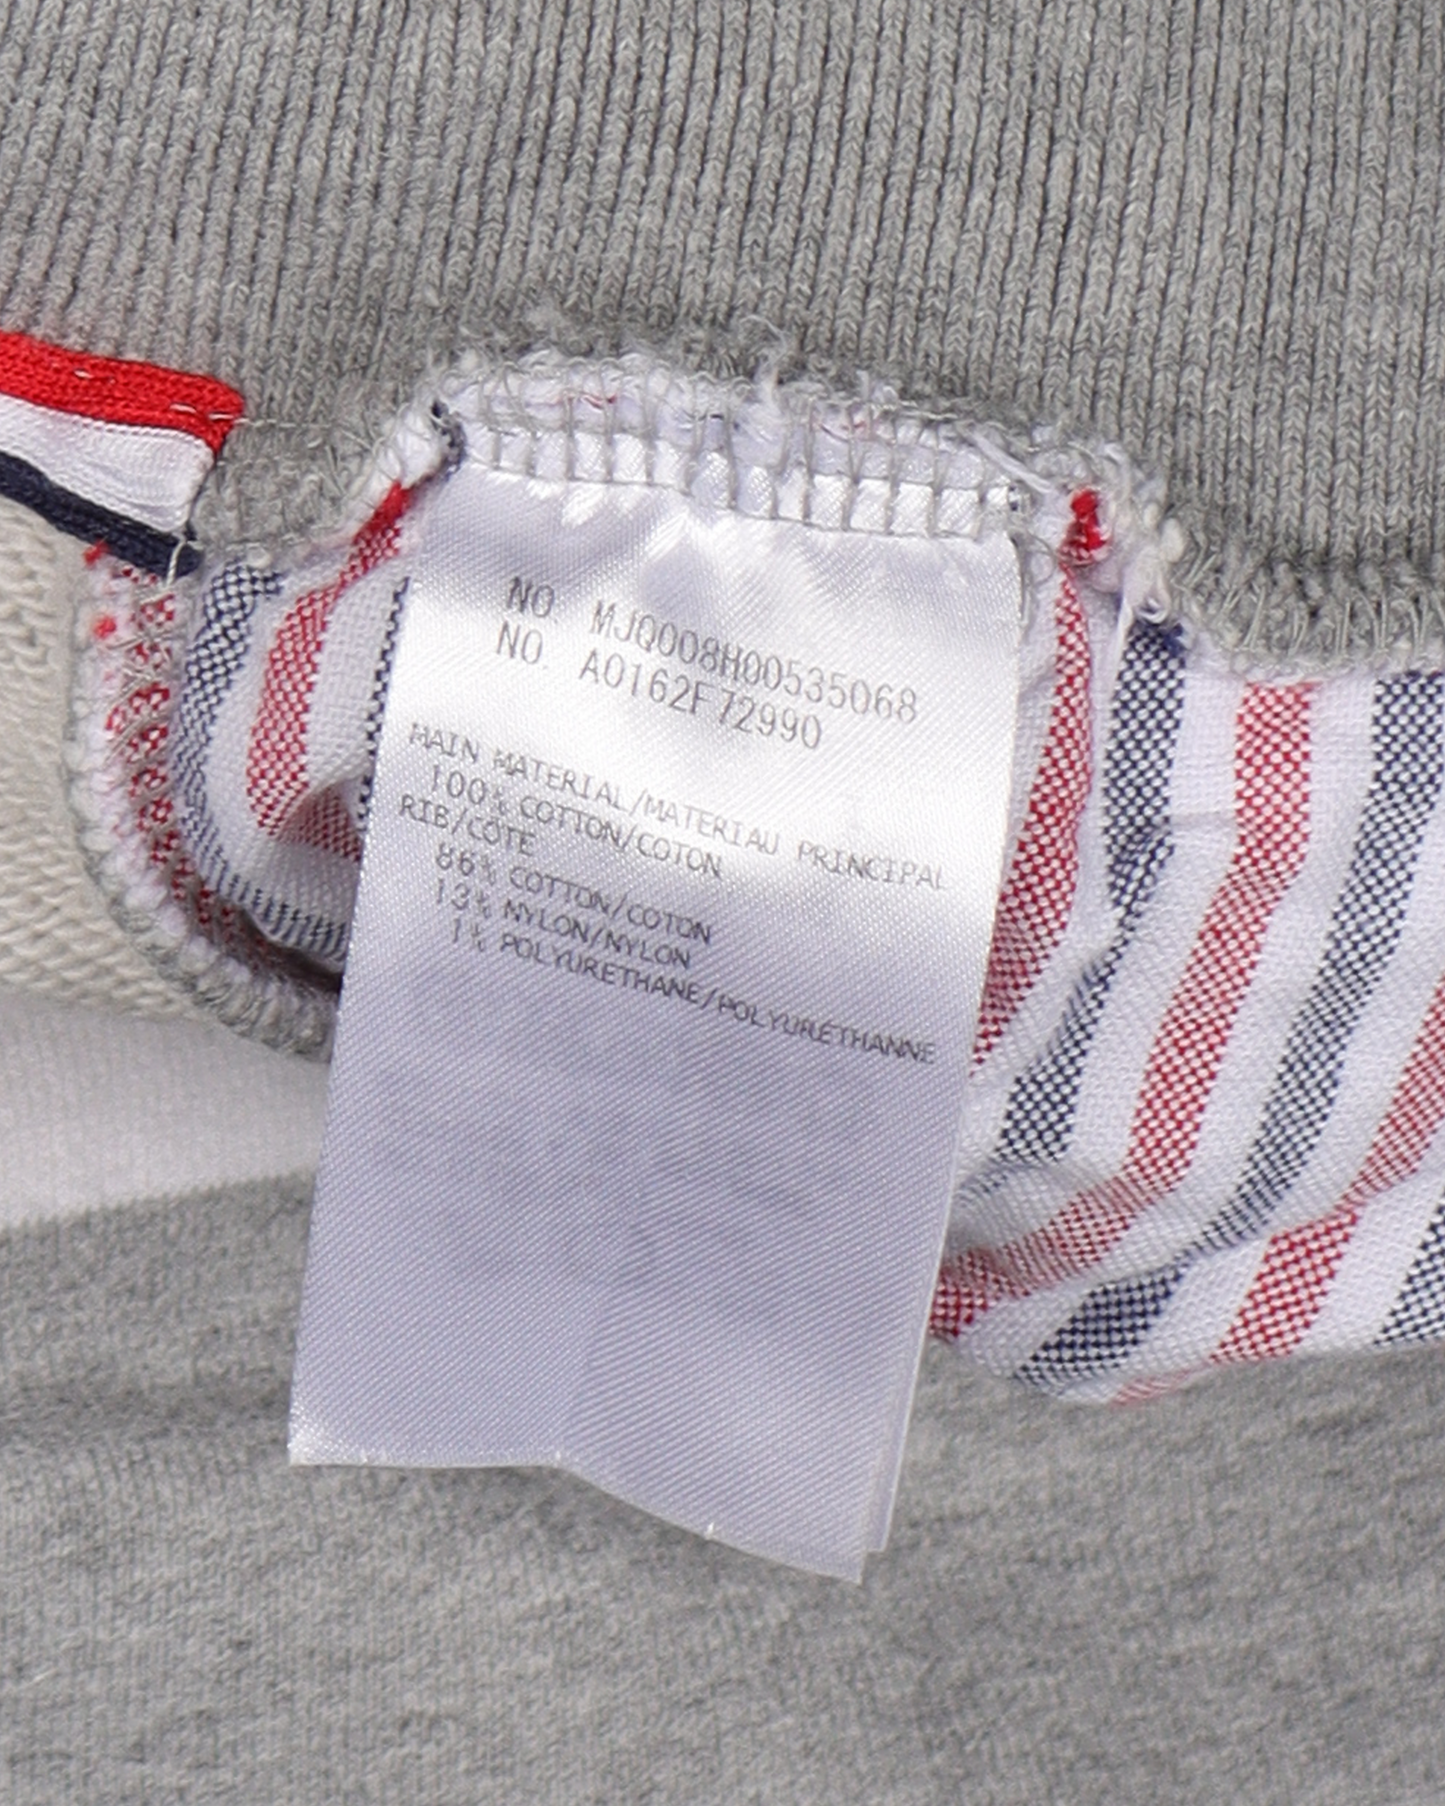 NO. MJQ008H00535068
NO. A0162F72990
MAIN MATERIAL/MATERIAU PRINCIPAL
100% COTTON/COTON
RIB/COTE
86% COTTON/COTON
13% NYLON/NYLON
1% POLYURETHANE/POLYURETHANNE